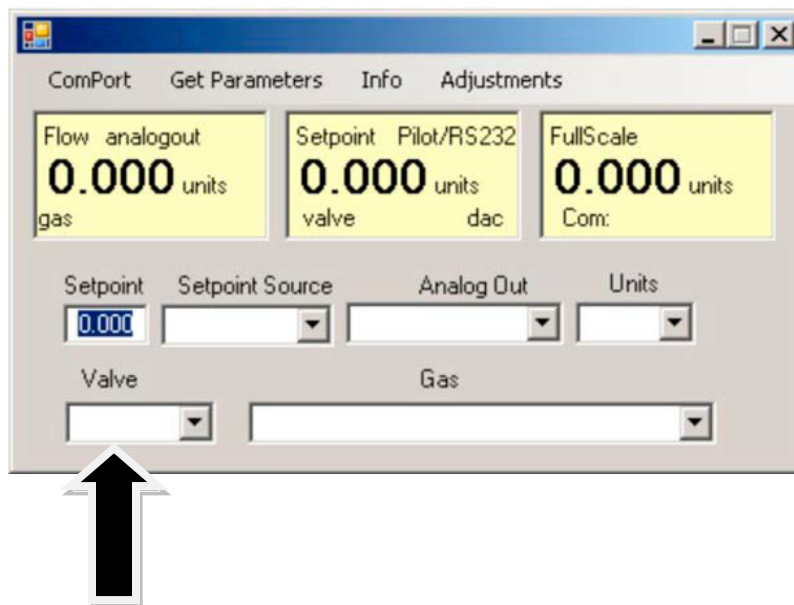 ComPort Get Parameters Info Adjustments
Flow analogout
0.000 units
gas
Setpoint Pilot/RS232
0.000 units
valve dac
FullScale
0.000 units
Com:
Setpoint Setpoint Source Analog Out Units
0.000
Valve Gas